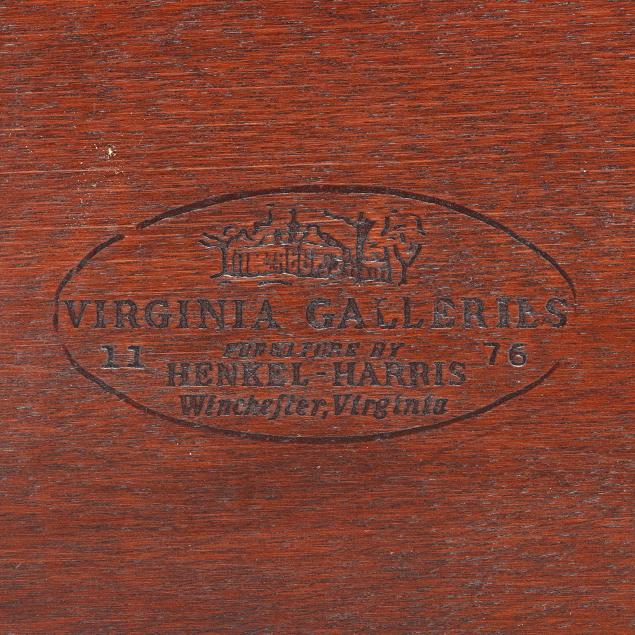 VIRGINIA GALLERIES
11 FURNITURE BY 76
HENKEL-HARRIS
Wincheſter, Virginia